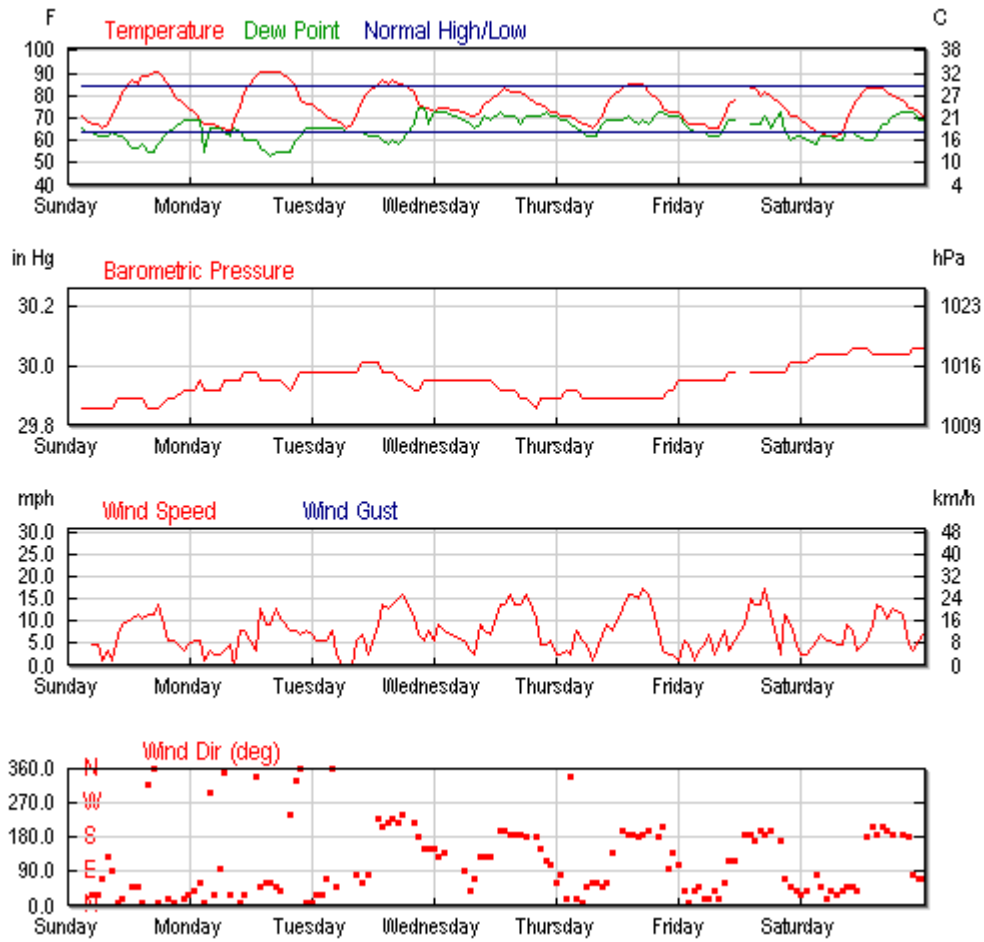 F C
Temperature Dew Point Normal High/Low
100 38
90 32
80 27
70 21
60 16
50 10
40 4
Sunday Monday Tuesday Wednesday Thursday Friday Saturday
in Hg hPa
Barometric Pressure
30.2 1023
30.0 1016
29.8 1009
Sunday Monday Tuesday Wednesday Thursday Friday Saturday
mph km/h
Wind Speed Wind Gust
30.0 48
25.0 40
20.0 32
15.0 24
10.0 16
5.0 8
0.0 0
Sunday Monday Tuesday Wednesday Thursday Friday Saturday
Wind Dir (deg)
360.0 N
270.0 W
180.0 S
90.0 E
0.0 N
Sunday Monday Tuesday Wednesday Thursday Friday Saturday